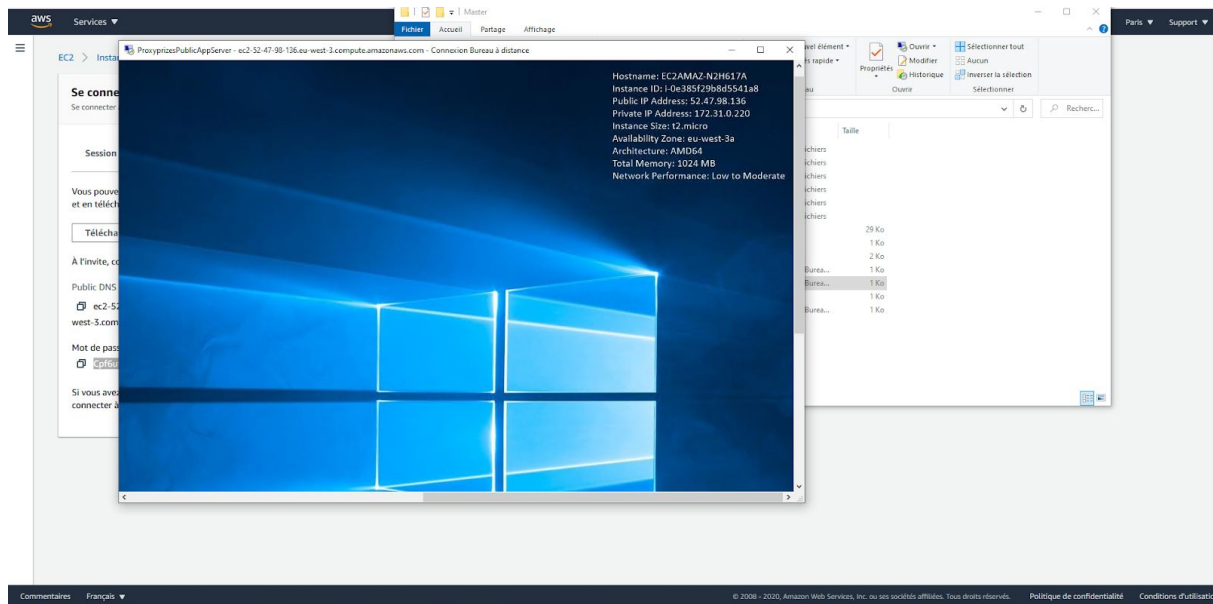 aws
Services
Master
Fichier Accueil Partage Affichage
Paris Support
EC2 > Insta
ProxyprizesPublicAppServer - ec2-52-47-98-136.eu-west-3.compute.amazonaws.com - Connexion Bureau à distance
Hostname: EC2AMAZ-N2H617A
Instance ID: i-0e385f29b8d5541a8
Public IP Address: 52.47.98.136
Private IP Address: 172.31.0.220
Instance Size: t2.micro
Availability Zone: eu-west-3a
Architecture: AMD64
Total Memory: 1024 MB
Network Performance: Low to Moderate
vel élément
ès rapide
Propriétés
Ouvrir
Modifier
Historique
Ouvrir
Sélectionner tout
Aucun
Inverser la sélection
Sélectionner
Recherc...
Taille
ichiers
ichiers
ichiers
ichiers
ichiers
ichiers
29 Ko
1 Ko
2 Ko
Burea... 1 Ko
Burea... 1 Ko
1 Ko
Burea... 1 Ko
Se conne
Se connecter
Session
Vous pouve
et en téléch
Télécha
À l'invite, co
Public DNS
ec2-52
west-3.com
Mot de pass
Cpf6u
Si vous avez
connecter à
Commentaires Français
© 2008 - 2020, Amazon Web Services, Inc. ou ses sociétés affiliées. Tous droits réservés. Politique de confidentialité Conditions d'utilisatio